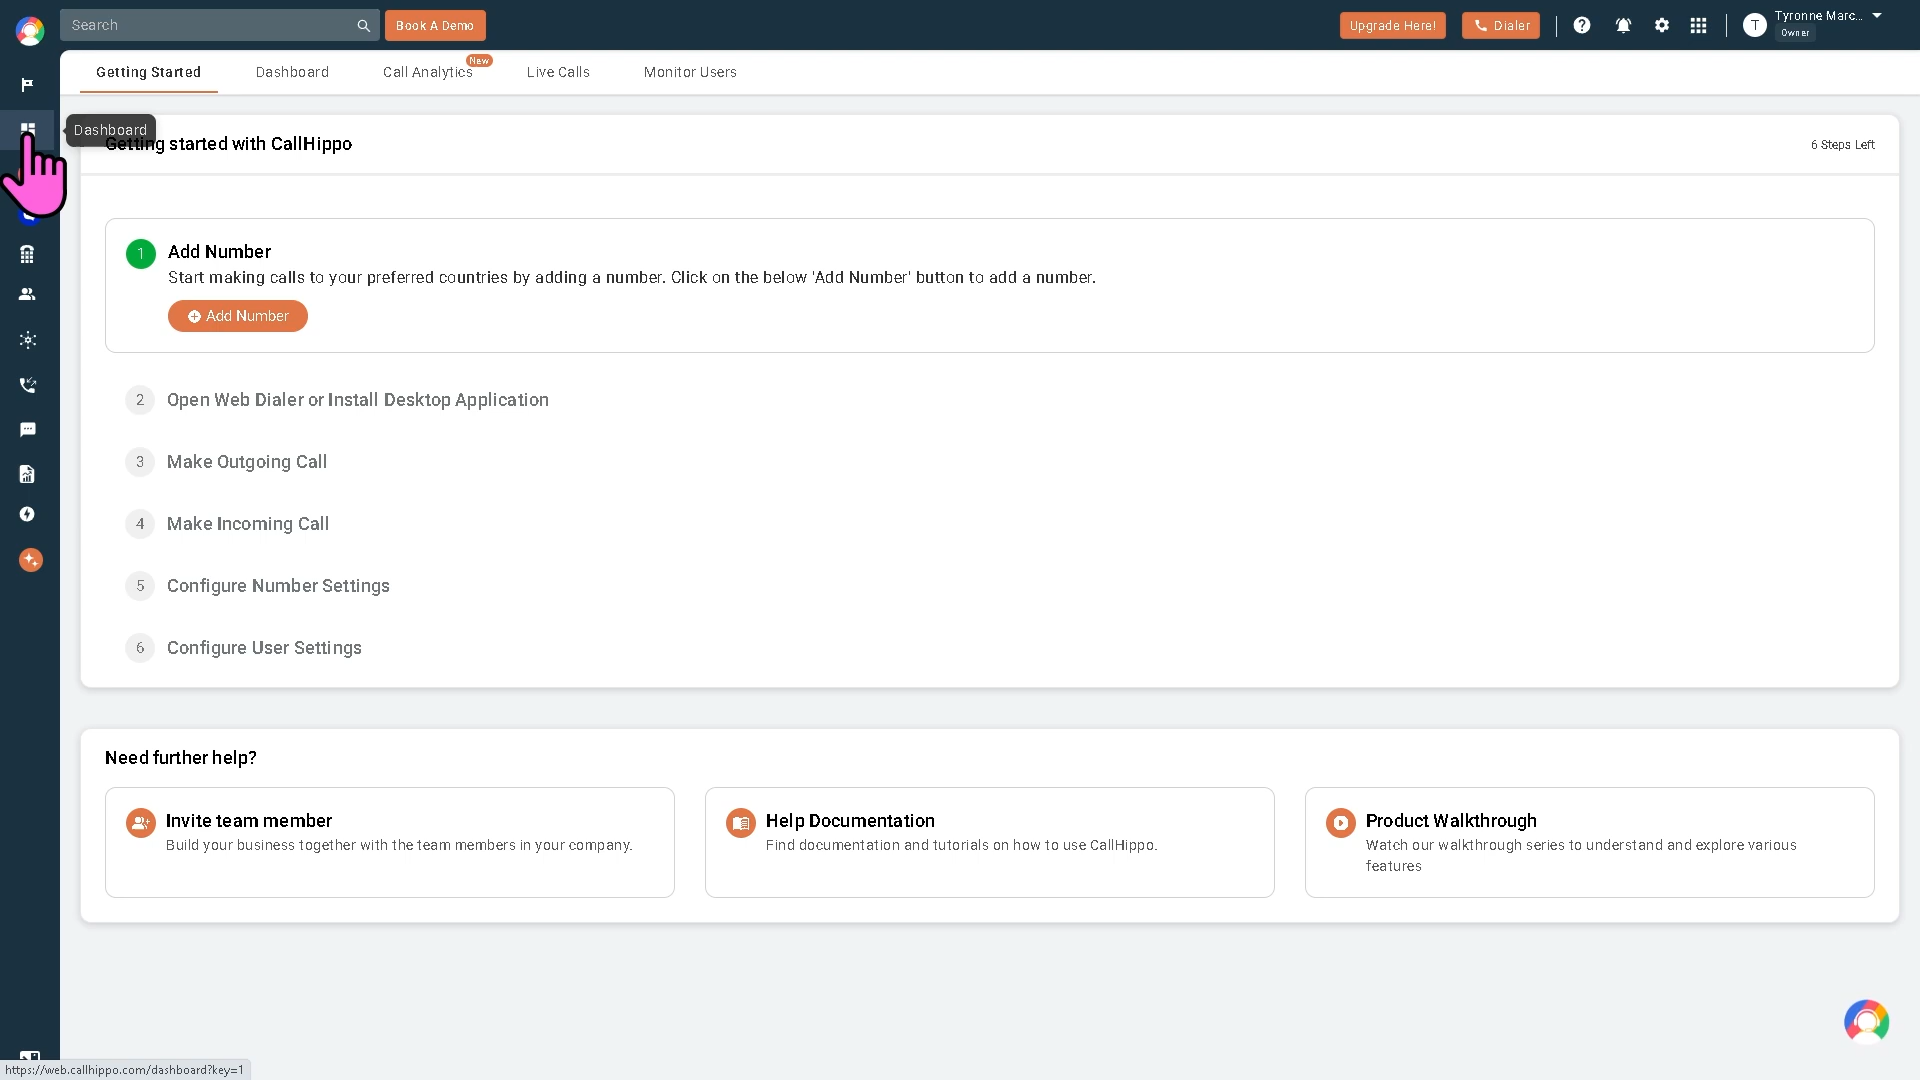 Search
Book A Demo
Upgrade Here!
Dialer
T
Tyronne Marc...
Owner
Getting Started
Dashboard
Call Analytics
New
Live Calls
Monitor Users
Dashboard
Getting started with CallHippo
6 Steps Left
1
Add Number
Start making calls to your preferred countries by adding a number. Click on the below 'Add Number' button to add a number.
Add Number
2 Open Web Dialer or Install Desktop Application
3 Make Outgoing Call
4 Make Incoming Call
5 Configure Number Settings
6 Configure User Settings
Need further help?
Invite team member
Build your business together with the team members in your company.
Help Documentation
Find documentation and tutorials on how to use CallHippo.
Product Walkthrough
Watch our walkthrough series to understand and explore various
features
https://web.callhippo.com/dashboard?key=1